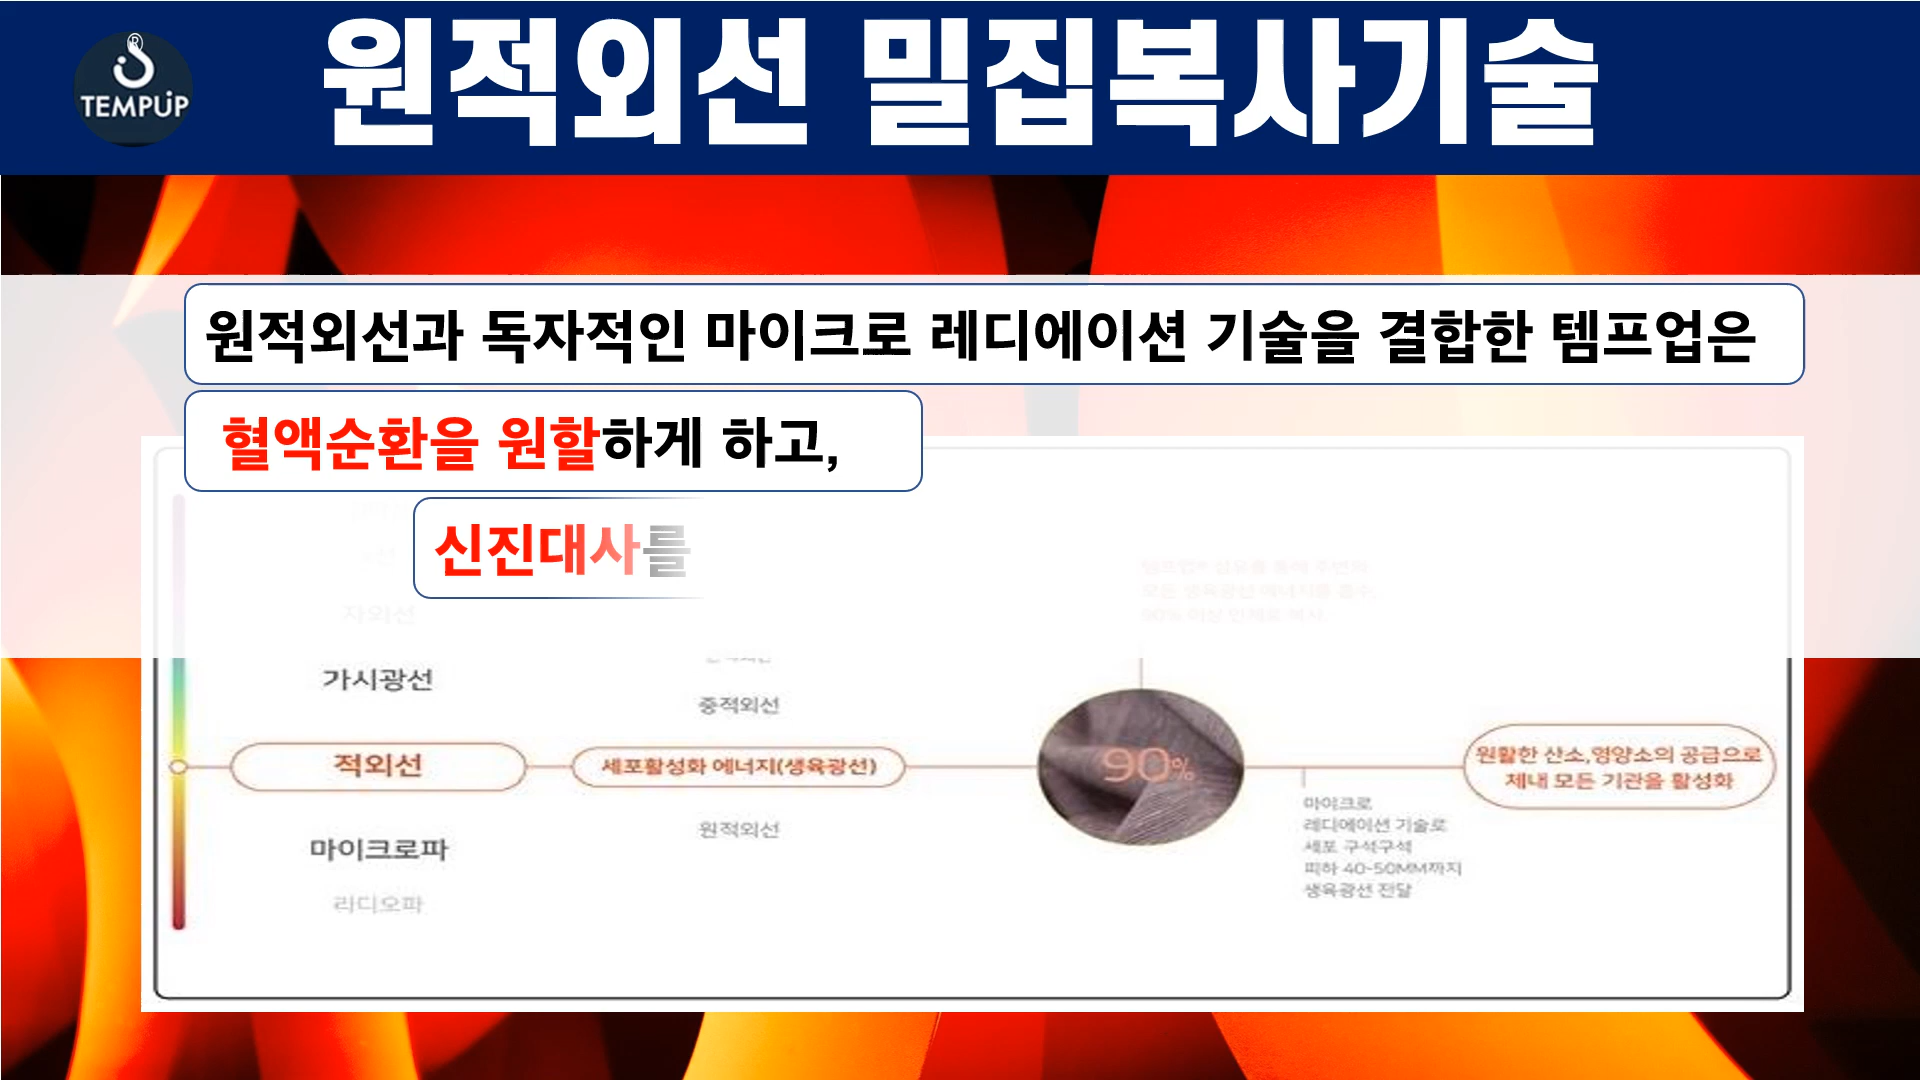 ®
TEMPUP
원적외선 밀집복사기술
원적외선과 독자적인 마이크로 레디에이션 기술을 결합한 템프업은
혈액순환을 원할하게 하고,
신진대사를
자외선
가시광선
적외선
마이크로파
라디오파
중적외선
세포활성화 에너지(생육광선)
원적외선
90%
마이크로
레디에이션 기술로
세포 구석구석
피하 40-50MM까지
생육광선 전달
원활한 산소,영양소의 공급으로
체내 모든 기관을 활성화